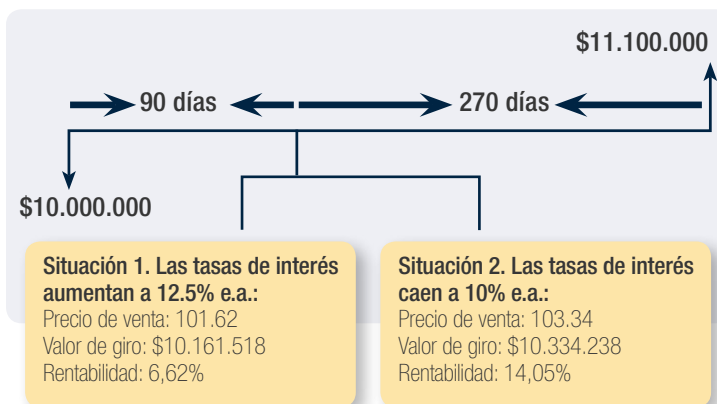 $11.100.000
90 días
270 días
$10.000.000
Situación 1. Las tasas de interés
aumentan a 12.5% e.a.:
Precio de venta: 101.62
Valor de giro: $10.161.518
Rentabilidad: 6,62%
Situación 2. Las tasas de interés
caen a 10% e.a.:
Precio de venta: 103.34
Valor de giro: $10.334.238
Rentabilidad: 14,05%